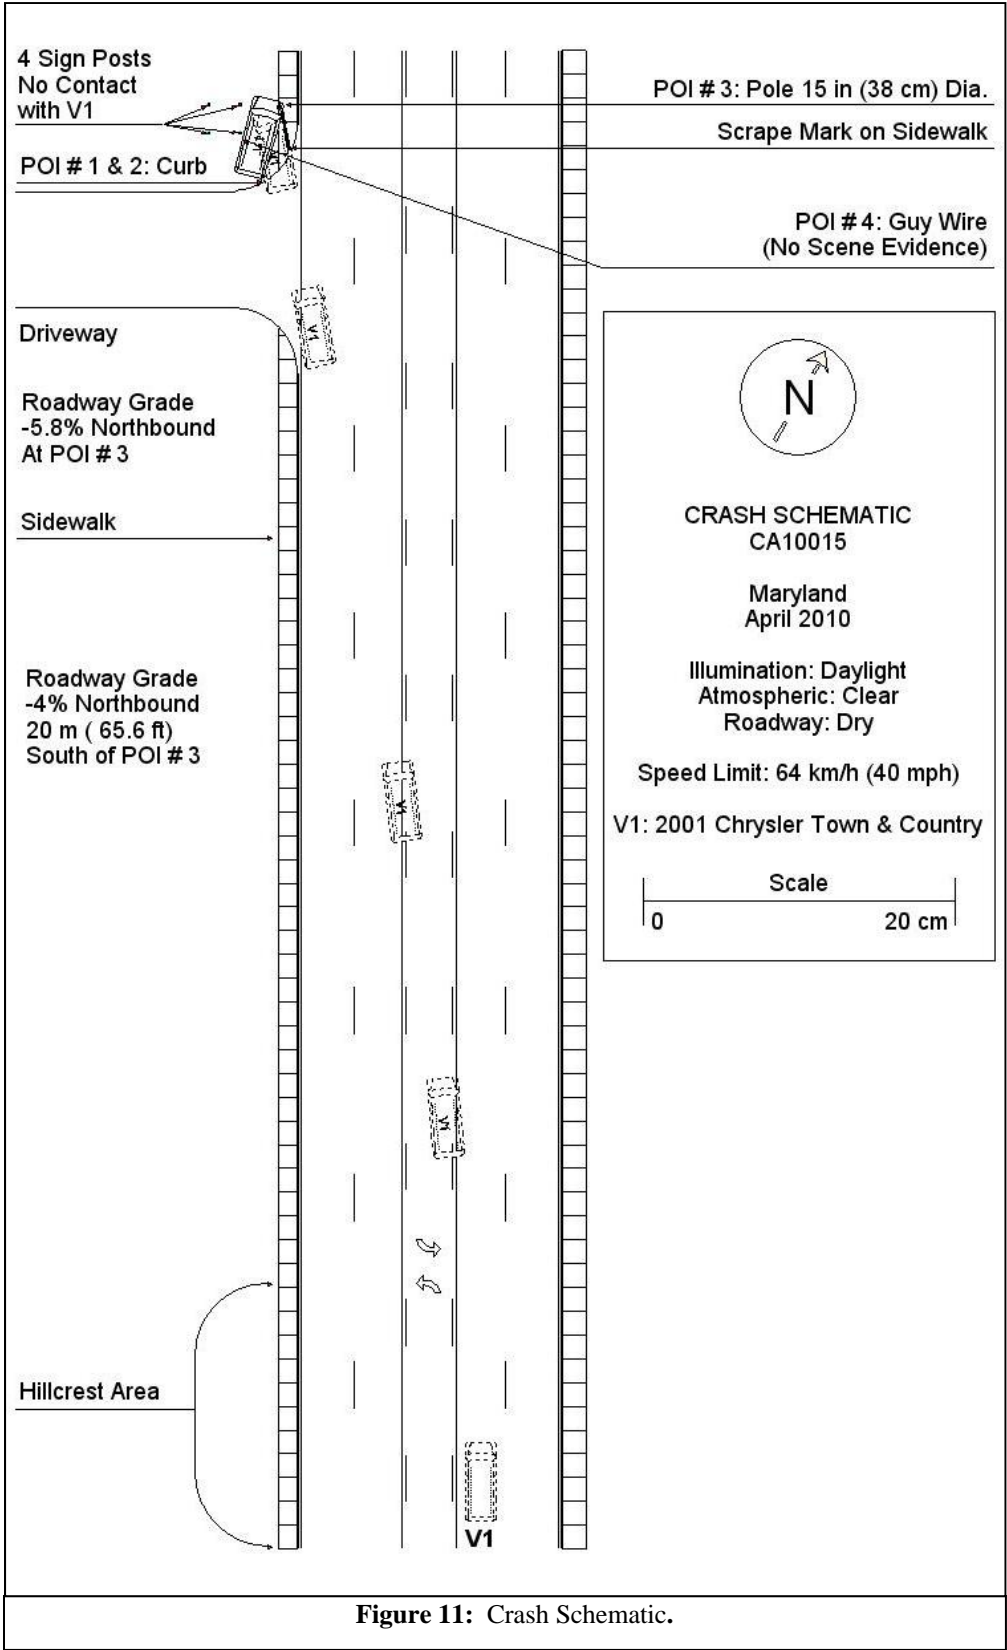 4 Sign Posts
No Contact
with V1
POI # 1 & 2: Curb
POI # 3: Pole 15 in (38 cm) Dia.
Scrape Mark on Sidewalk
POI # 4: Guy Wire
(No Scene Evidence)
Driveway
Roadway Grade
-5.8% Northbound
At POI # 3
Sidewalk
Roadway Grade
-4% Northbound
20 m ( 65.6 ft)
South of POI # 3
Hillcrest Area
V1
V1
V1
V1
N
CRASH SCHEMATIC
CA10015
Maryland
April 2010
Illumination: Daylight
Atmospheric: Clear
Roadway: Dry
Speed Limit: 64 km/h (40 mph)
V1: 2001 Chrysler Town & Country
Scale
0 20 cm
Figure 11: Crash Schematic.